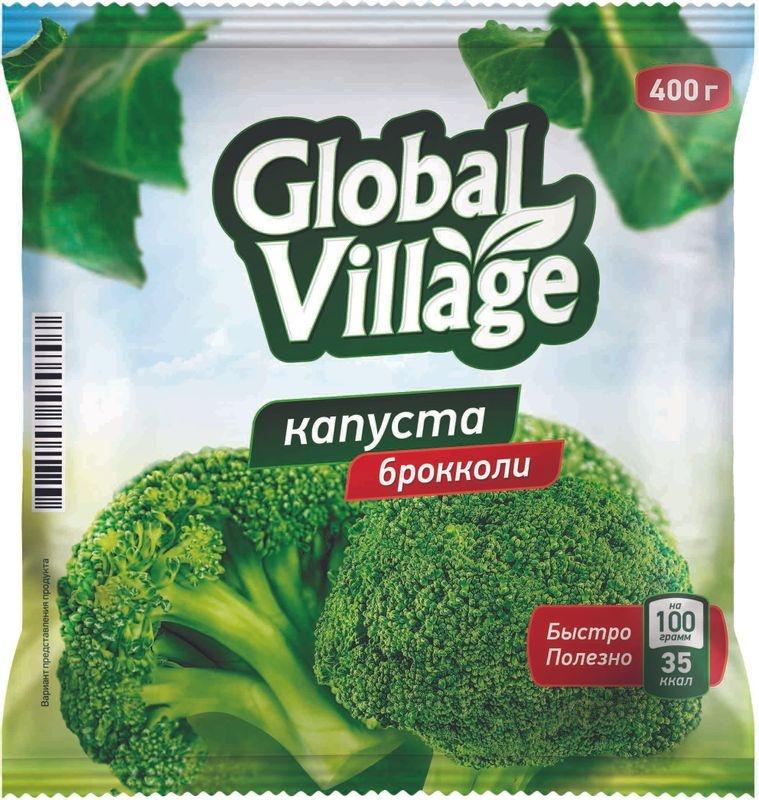 400 г
Global
Village
капуста
брокколи
Быстро
Полезно
на
100
грамм
35
ккал
Вариант представления продукта